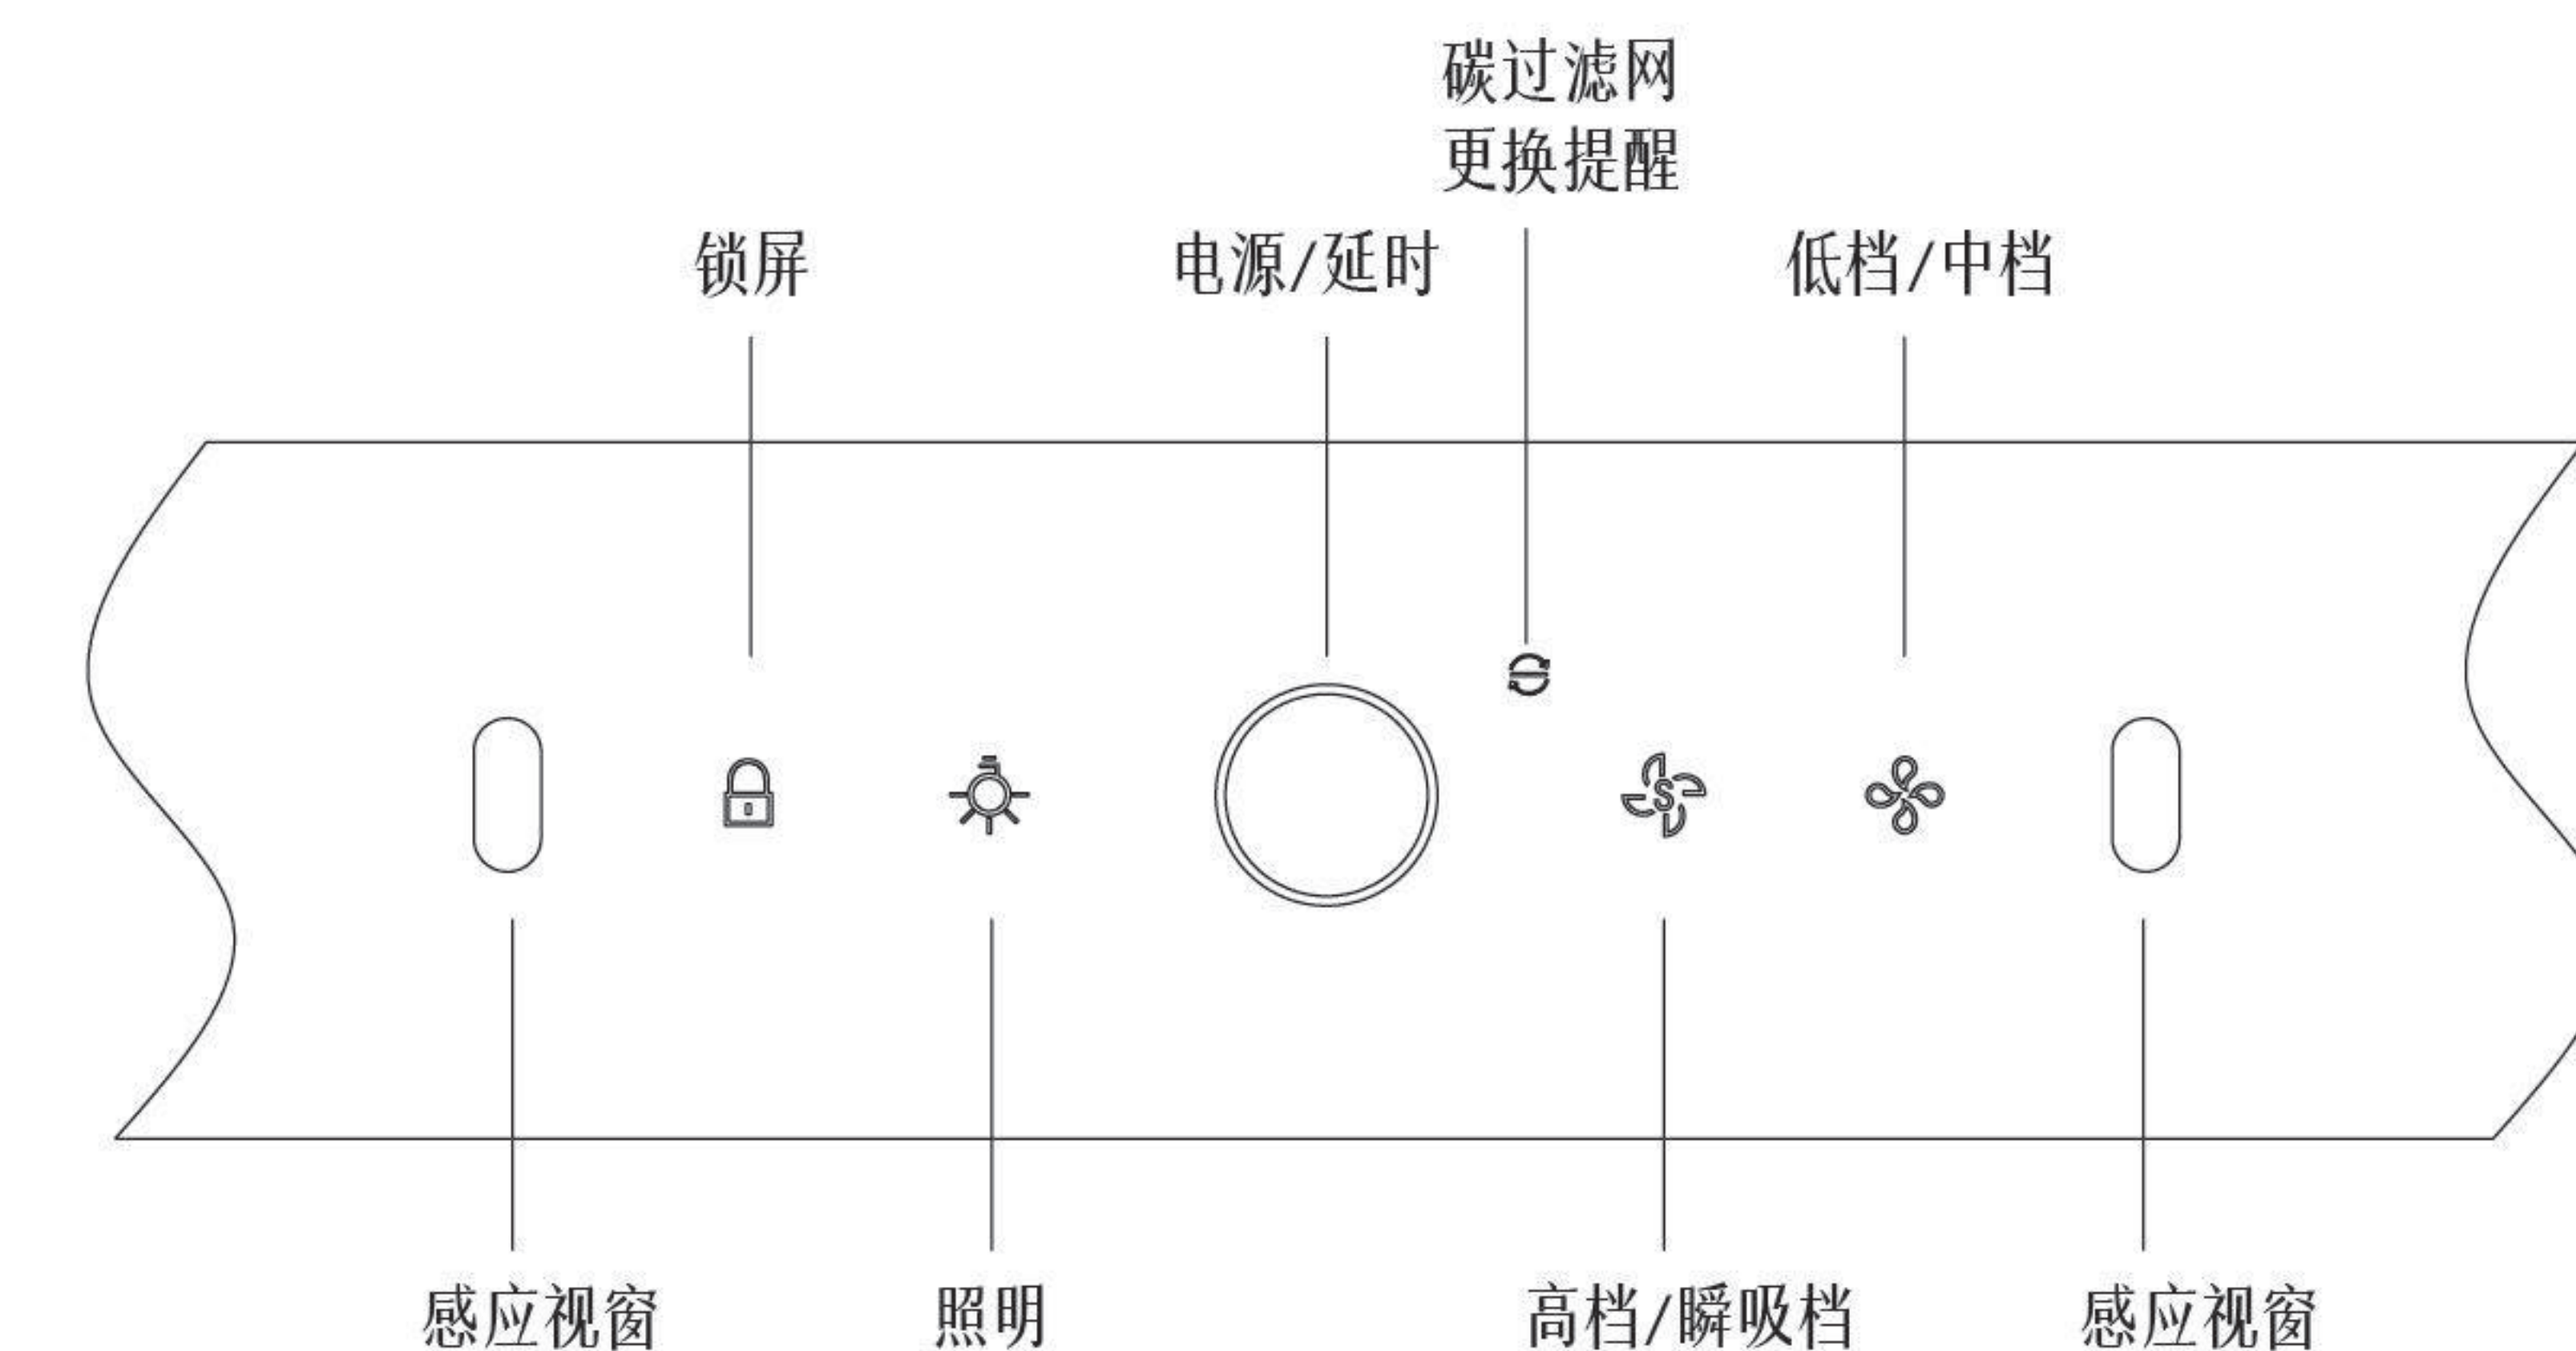 碳过滤网
更换提醒
锁屏
电源/延时
低档/中档
S
感应视窗
照明
高档/瞬吸档
感应视窗